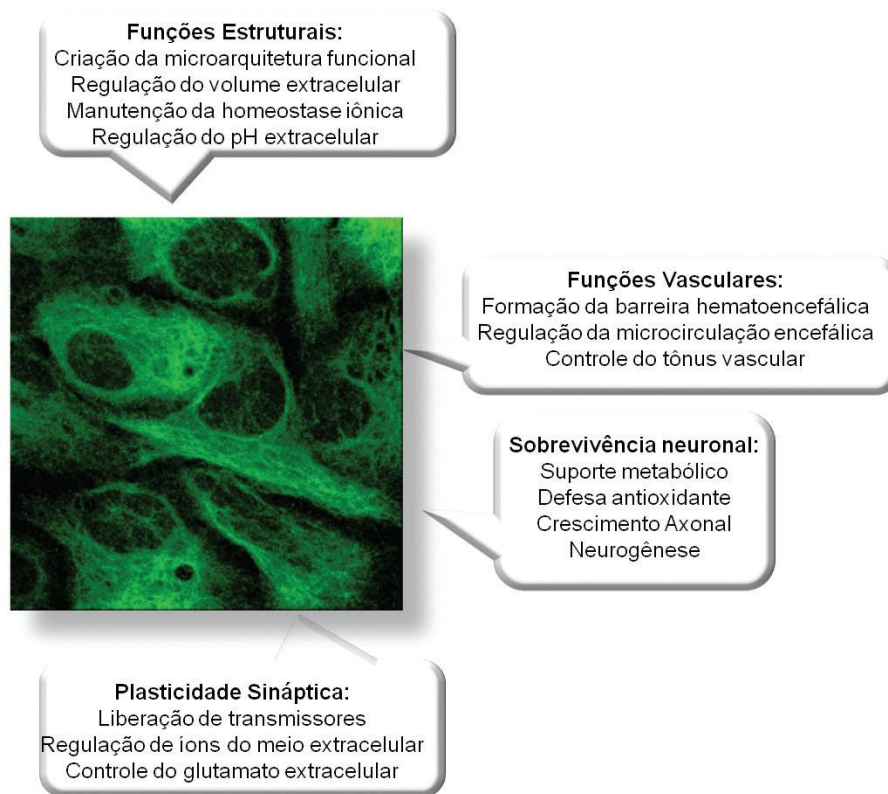 Funções Estruturais:
Criação da microarquitetura funcional
Regulação do volume extracelular
Manutenção da homeostase iônica
Regulação do pH extracelular
Funções Vasculares:
Formação da barreira hematoencefálica
Regulação da microcirculação encefálica
Controle do tônus vascular
Sobrevivência neuronal:
Suporte metabólico
Defesa antioxidante
Crescimento Axonal
Neurogênese
Plasticidade Sináptica:
Liberação de transmissores
Regulação de íons do meio extracelular
Controle do glutamato extracelular